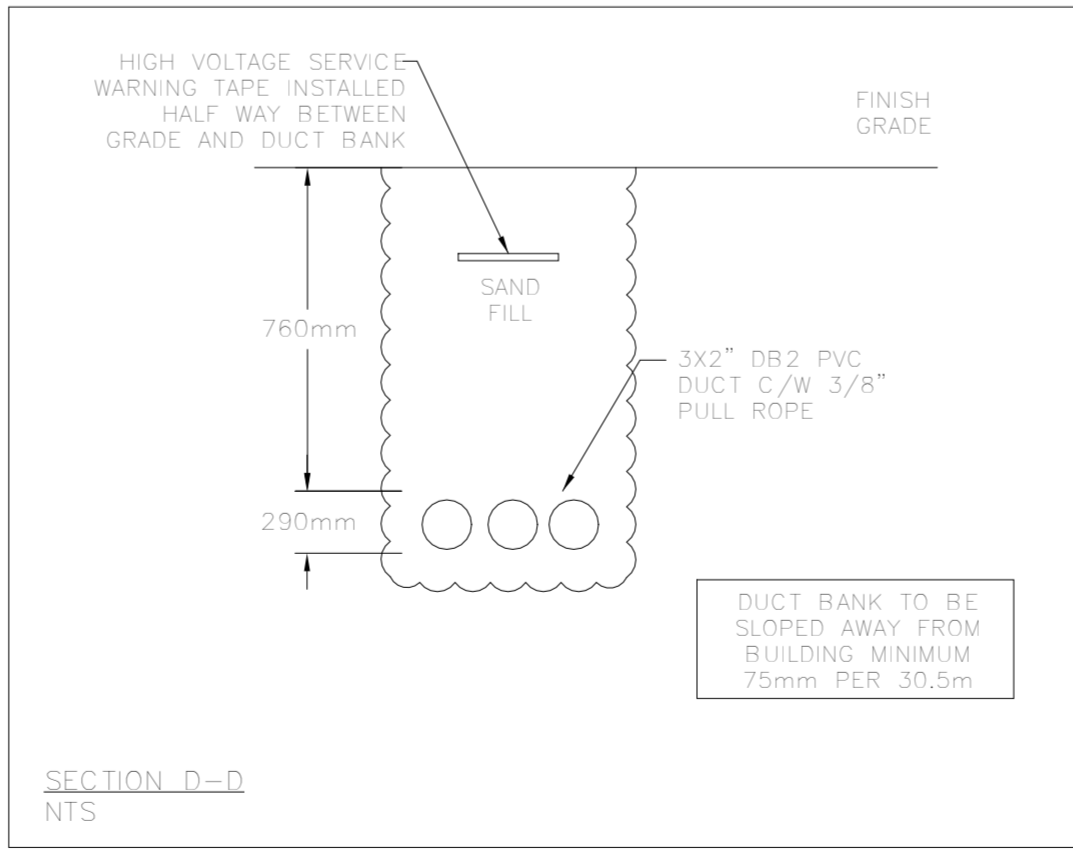 HIGH VOLTAGE SERVICE
WARNING TAPE INSTALLED
HALF WAY BETWEEN
GRADE AND DUCT BANK
FINISH
GRADE
SAND
FILL
760mm
3X2" DB2 PVC
DUCT C/W 3/8"
PULL ROPE
290mm
DUCT BANK TO BE
SLOPED AWAY FROM
BUILDING MINIMUM
75mm PER 30.5m
SECTION D-D
NTS